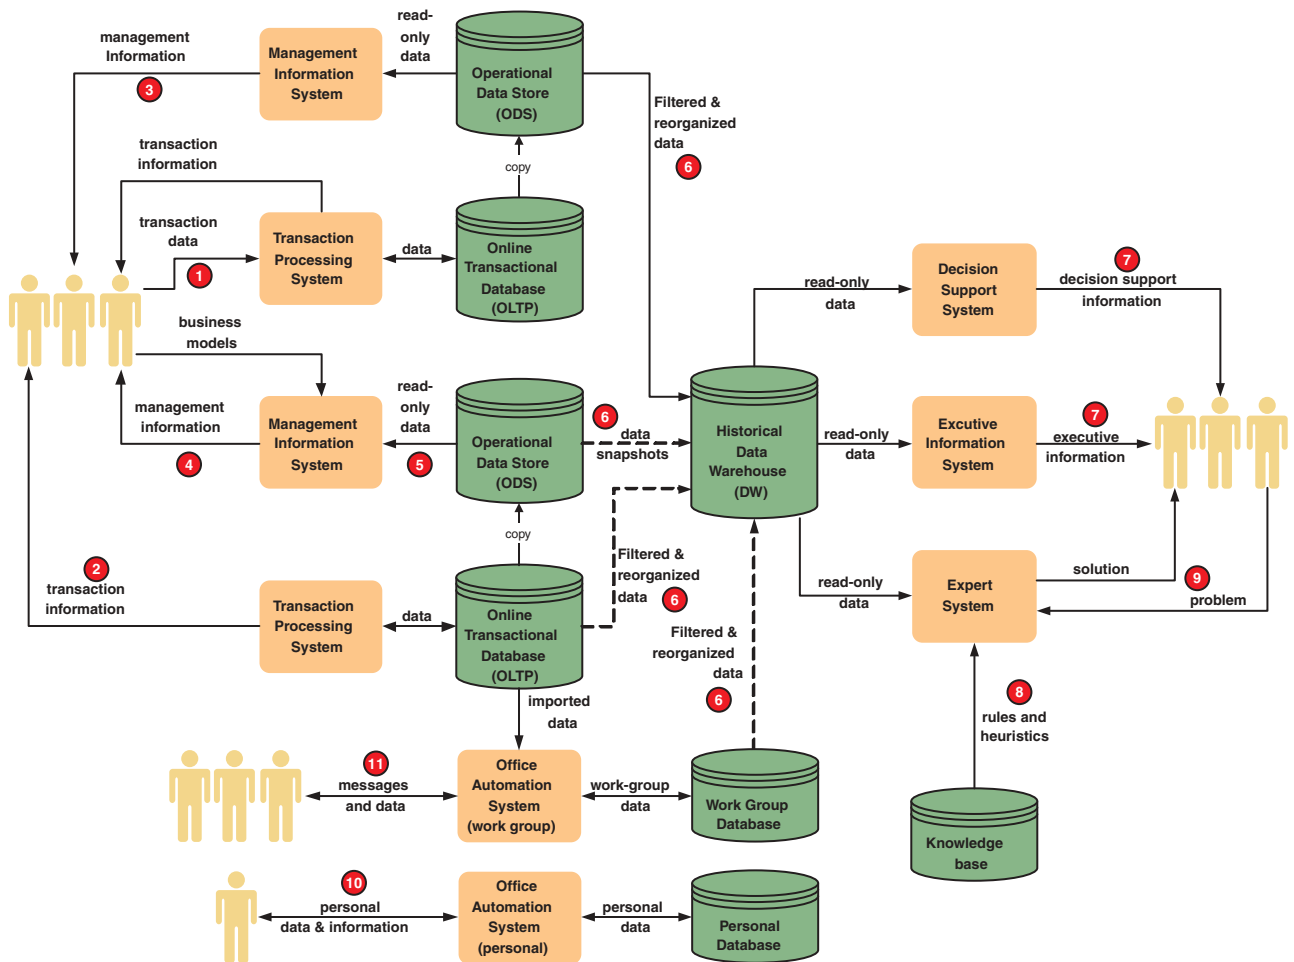 management
Information
3
Management
Information
System
read-
only
data
Operational
Data Store
(ODS)
Filtered &
reorganized
data
6
copy
transaction
information
transaction
data
1
Transaction
Processing
System
data
Online
Transactional
Database
(OLTP)
business
models
management
information
4
Management
Information
System
read-
only
data
5
Operational
Data Store
(ODS)
6
data
snapshots
copy
Historical
Data
Warehouse
(DW)
read-only
data
Decision
Support
System
7
decision support
information
read-only
data
Excutive
Information
System
7
executive
information
read-only
data
Expert
System
solution
9
problem
8
rules and
heuristics
Knowledge
base
2
transaction
information
Transaction
Processing
System
data
Online
Transactional
Database
(OLTP)
Filtered &
reorganized
data
6
Filtered &
reorganized
data
6
imported
data
11
messages
and data
Office
Automation
System
(work group)
work-group
data
Work Group
Database
10
personal
data & information
Office
Automation
System
(personal)
personal
data
Personal
Database